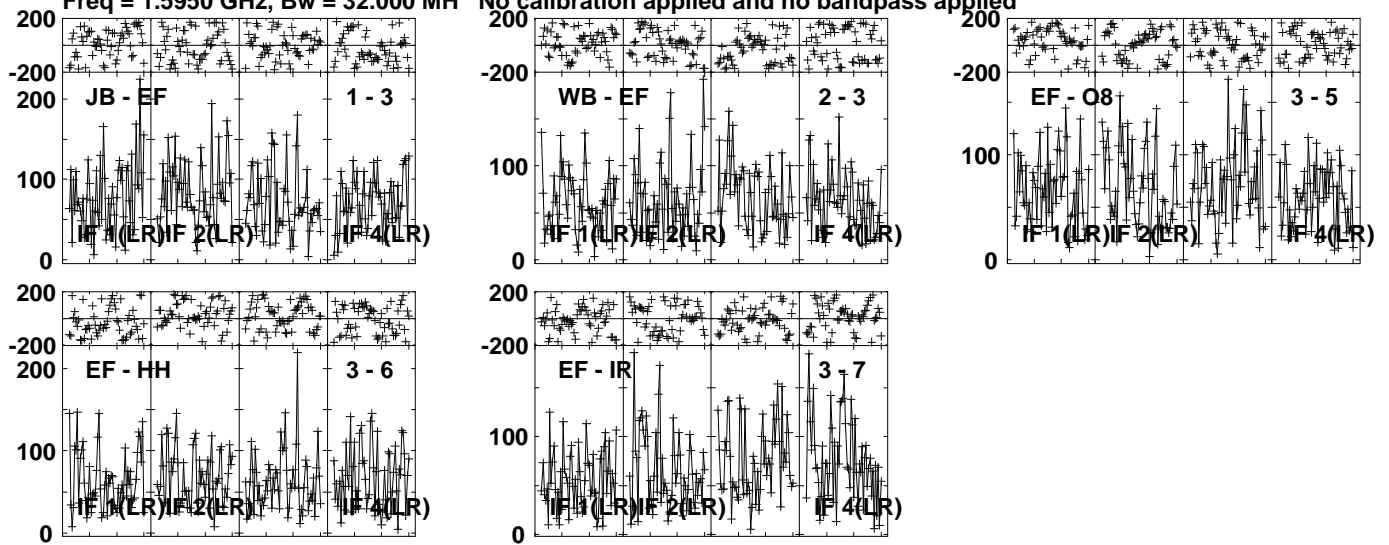 Freq = 1.5950 GHz, Bw = 32.000 MH No calibration applied and no bandpass applied
200
-200
200
100
0
JB - EF
1 - 3
IF 1(LR)
IF 2(LR)
IF 4(LR)
200
-200
100
0
WB - EF
2 - 3
IF 1(LR)
IF 2(LR)
IF 4(LR)
200
-200
100
0
EF - O8
3 - 5
IF 1(LR)
IF 2(LR)
IF 4(LR)
200
-200
200
100
0
EF - HH
3 - 6
IF 1(LR)
IF 2(LR)
IF 4(LR)
200
-200
100
0
EF - IR
3 - 7
IF 1(LR)
IF 2(LR)
IF 4(LR)